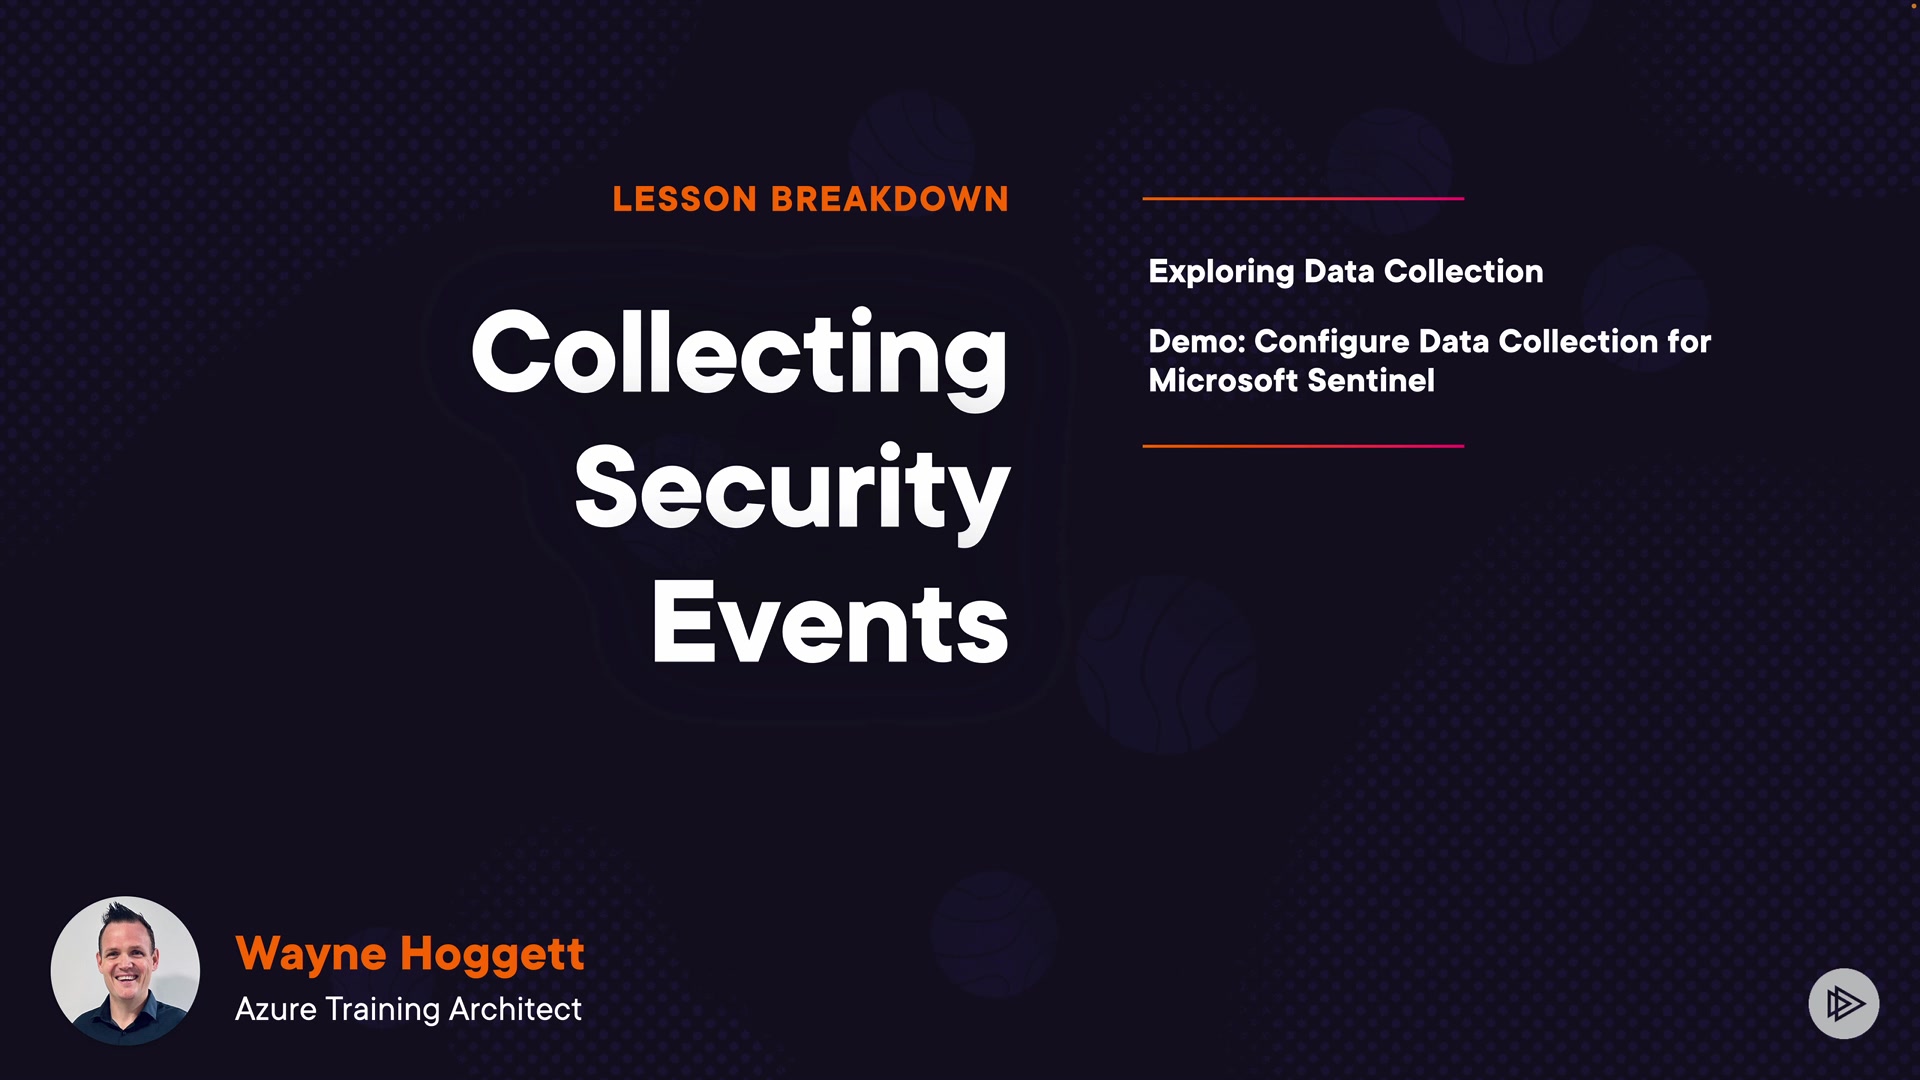 LESSON BREAKDOWN
Collecting
Security
Events
Exploring Data Collection
Demo: Configure Data Collection for
Microsoft Sentinel
Wayne Hoggett
Azure Training Architect